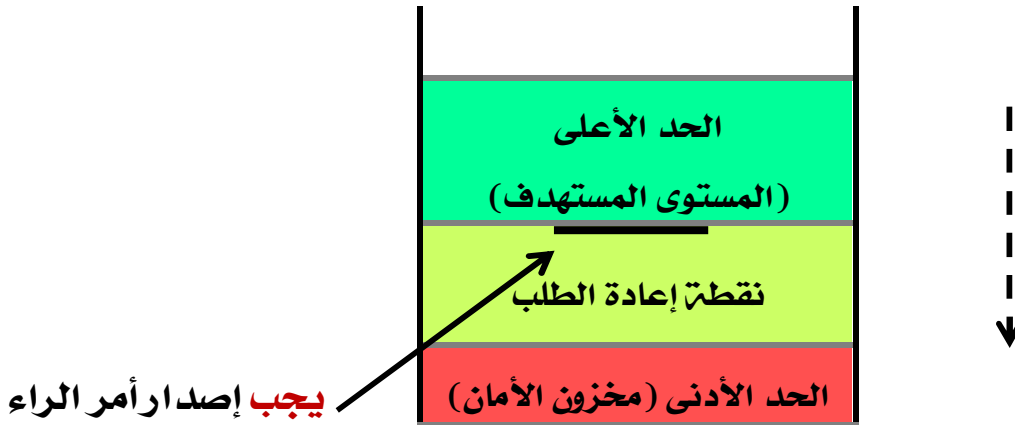 الحد الأعلى
(المستوى المستهدف)
نقطة إعادة الطلب
الحد الأدنى (مخزون الأمان)
يجب إصدار أمر الراء